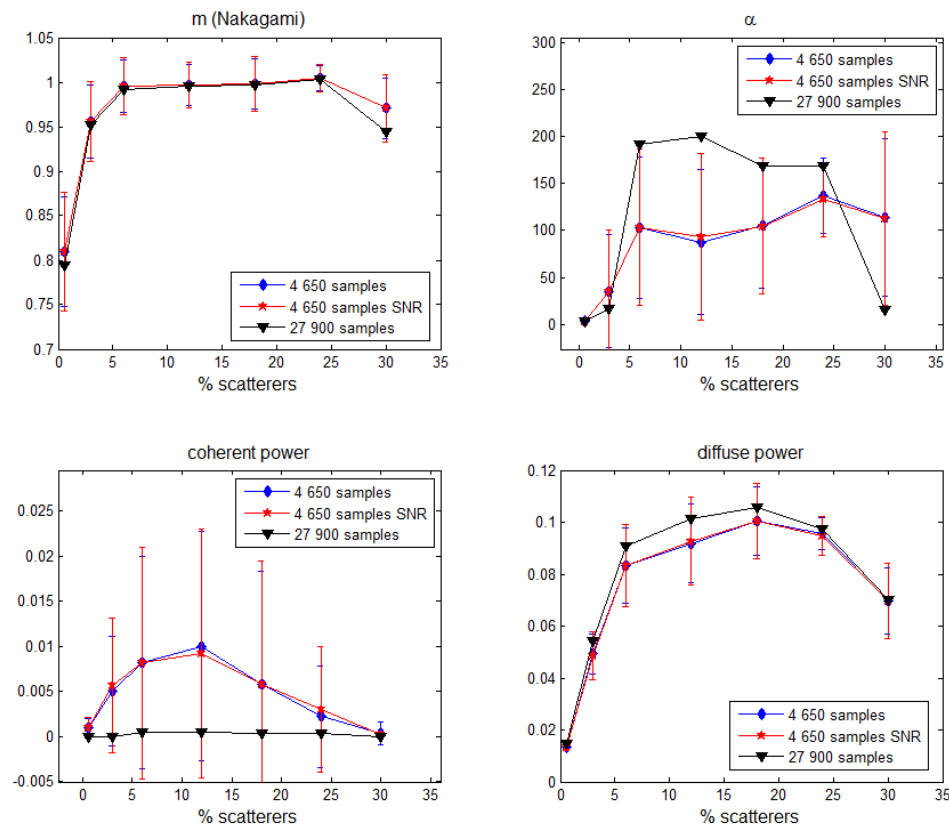 m (Nakagami)
1.05
1
0.95
0.9
0.85
0.8
0.75
0.7
4 650 samples
4 650 samples SNR
27 900 samples
0 5 10 15 20 25 30 35
% scatterers
α
300
250
200
150
100
50
0
4 650 samples
4 650 samples SNR
27 900 samples
0 5 10 15 20 25 30 35
% scatterers
coherent power
0.025
0.02
0.015
0.01
0.005
0
-0.005
4 650 samples
4 650 samples SNR
27 900 samples
0 5 10 15 20 25 30 35
% scatterers
diffuse power
0.12
0.1
0.08
0.06
0.04
0.02
0
4 650 samples
4 650 samples SNR
27 900 samples
0 5 10 15 20 25 30 35
% scatterers